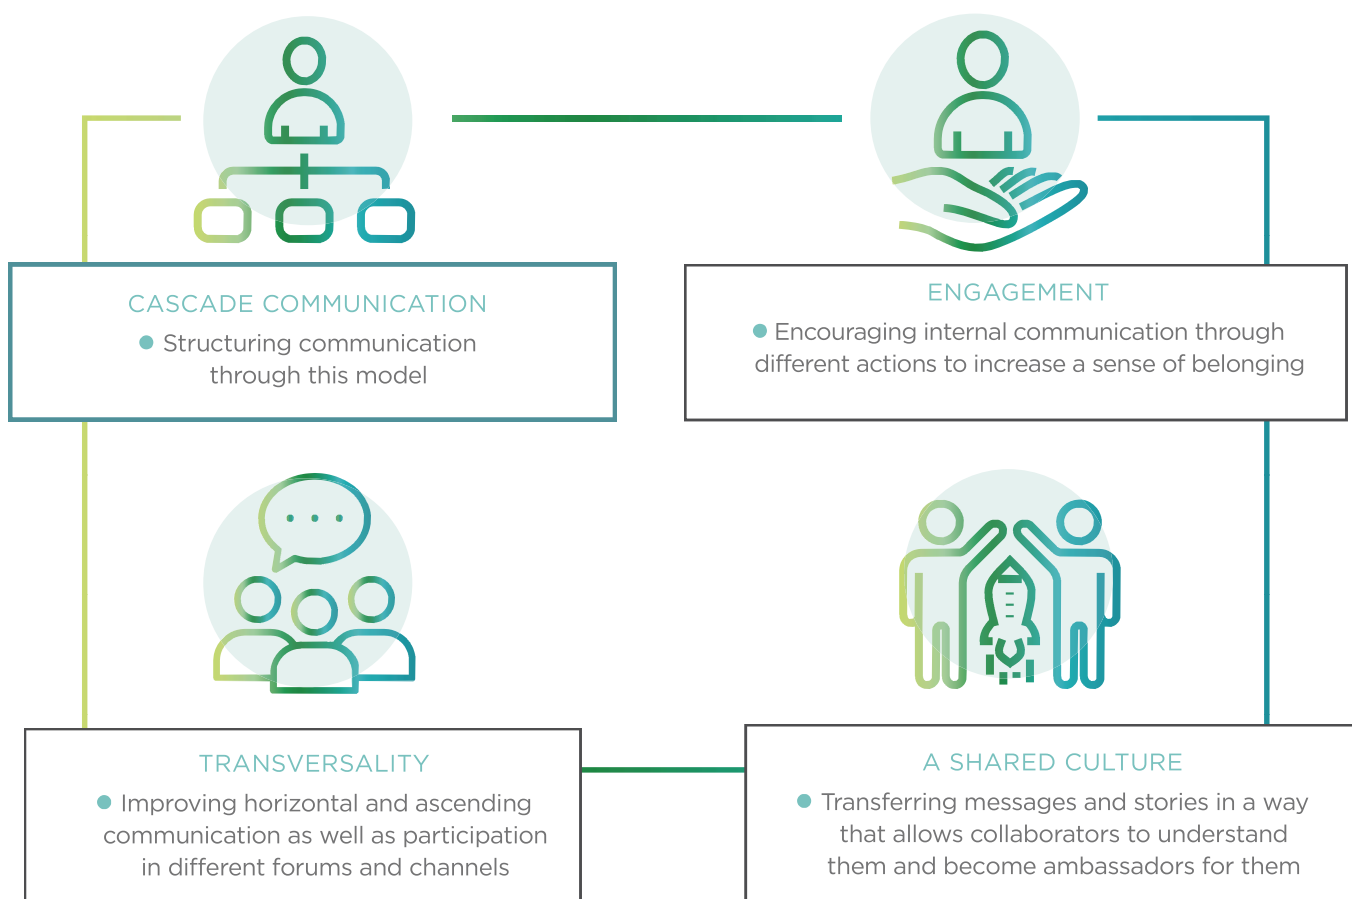 CASCADE COMMUNICATION
● Structuring communication
through this model
ENGAGEMENT
● Encouraging internal communication through
different actions to increase a sense of belonging
TRANSVERSALITY
● Improving horizontal and ascending
communication as well as participation
in different forums and channels
A SHARED CULTURE
● Transferring messages and stories in a way
that allows collaborators to understand
them and become ambassadors for them